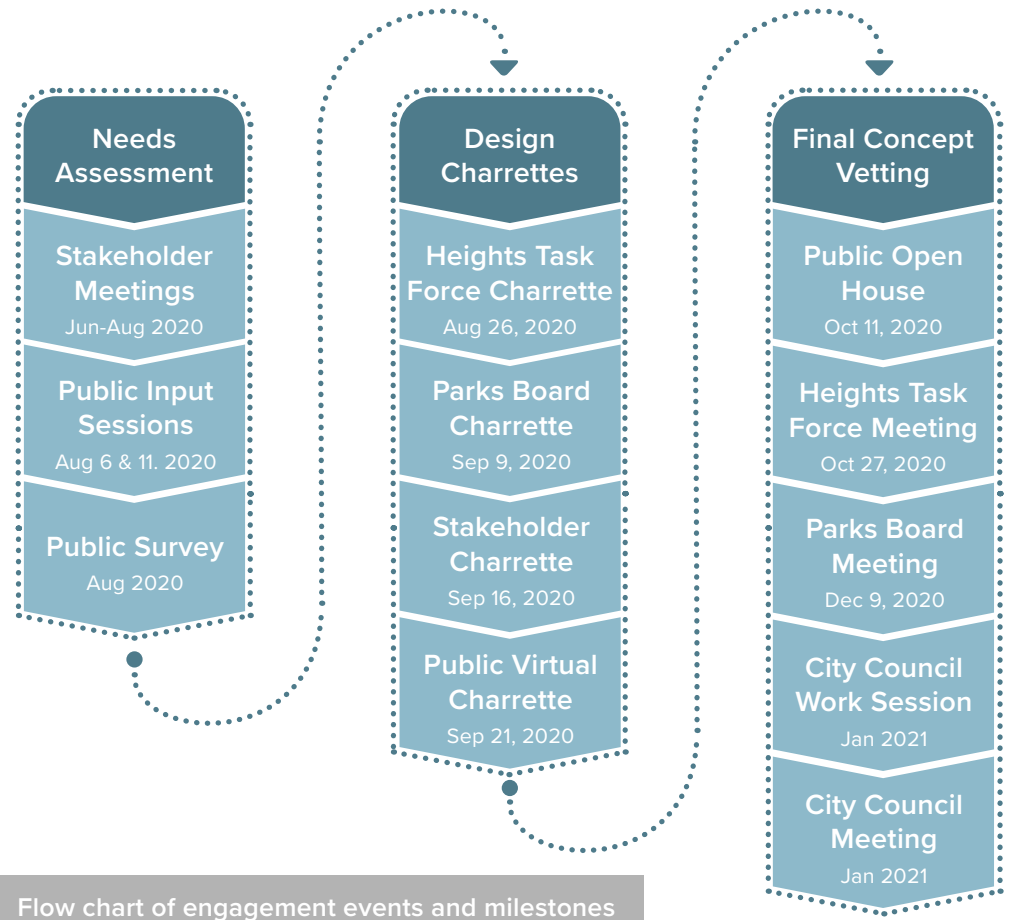 Needs
Assessment
Stakeholder
Meetings
Jun-Aug 2020
Public Input
Sessions
Aug 6 & 11. 2020
Public Survey
Aug 2020
Design
Charrettes
Heights Task
Force Charrette
Aug 26, 2020
Parks Board
Charrette
Sep 9, 2020
Stakeholder
Charrette
Sep 16, 2020
Public Virtual
Charrette
Sep 21, 2020
Final Concept
Vetting
Public Open
House
Oct 11, 2020
Heights Task
Force Meeting
Oct 27, 2020
Parks Board
Meeting
Dec 9, 2020
City Council
Work Session
Jan 2021
City Council
Meeting
Jan 2021
Flow chart of engagement events and milestones